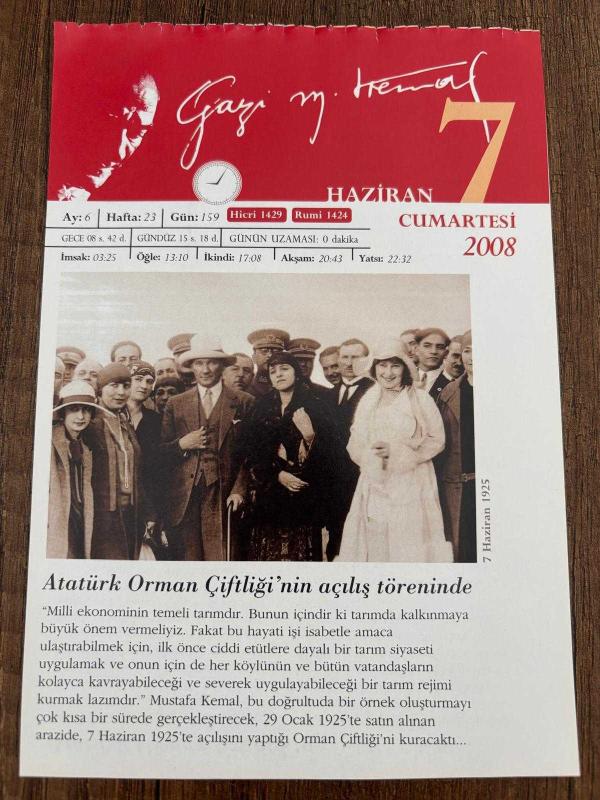 Gazi M. Kemal
7
HAZİRAN
CUMARTESİ
2008
Ay: 6 Hafta: 23 Gün: 159 Hicri 1429 Rumi 1424
GECE 08 s. 42 d. GÜNDÜZ 15 s. 18 d. GÜNÜN UZAMASI: 0 dakika
İmsak: 03:25 Öğle: 13:10 İkindi: 17:08 Akşam: 20:43 Yatsı: 22:32
7 Haziran 1925
Atatürk Orman Çiftliği’nin açılış töreninde
“Milli ekonominin temeli tarımdır. Bunun içindir ki tarımda kalkınmaya
büyük önem vermeliyiz. Fakat bu hayati işi isabetle amaca
ulaştırabilmek için, ilk önce ciddi etütlere dayalı bir tarım siyaseti
uygulamak ve onun için de her köylünün ve bütün vatandaşların
kolayca kavrayabileceği ve severek uygulayabileceği bir tarım rejimi
kurmak lazımdır.” Mustafa Kemal, bu doğrultuda bir örnek oluşturmayı
çok kısa bir sürede gerçekleştirecek, 29 Ocak 1925’te satın alınan
arazide, 7 Haziran 1925’te açılışını yaptığı Orman Çiftliği’ni kuracaktı...